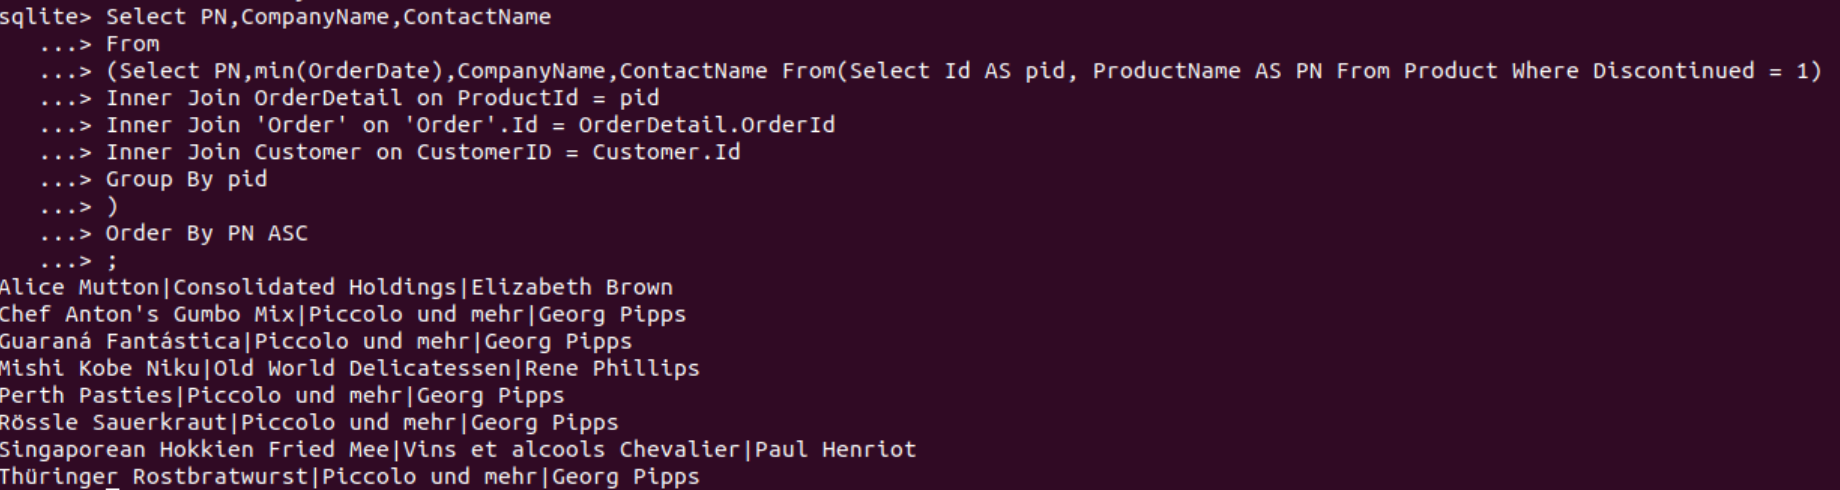 sqlite> Select PN,CompanyName,ContactName
...> From
...> (Select PN,min(OrderDate),CompanyName,ContactName From(Select Id AS pid, ProductName AS PN From Product Where Discontinued = 1)
...> Inner Join OrderDetail on ProductId = pid
...> Inner Join 'Order' on 'Order'.Id = OrderDetail.OrderId
...> Inner Join Customer on CustomerID = Customer.Id
...> Group By pid
...> )
...> Order By PN ASC
...> ;
Alice Mutton|Consolidated Holdings|Elizabeth Brown
Chef Anton's Gumbo Mix|Piccolo und mehr|Georg Pipps
Guaraná Fantástica|Piccolo und mehr|Georg Pipps
Mishi Kobe Niku|Old World Delicatessen|Rene Phillips
Perth Pasties|Piccolo und mehr|Georg Pipps
Rössle Sauerkraut|Piccolo und mehr|Georg Pipps
Singaporean Hokkien Fried Mee|Vins et alcools Chevalier|Paul Henriot
Thüringer Rostbratwurst|Piccolo und mehr|Georg Pipps